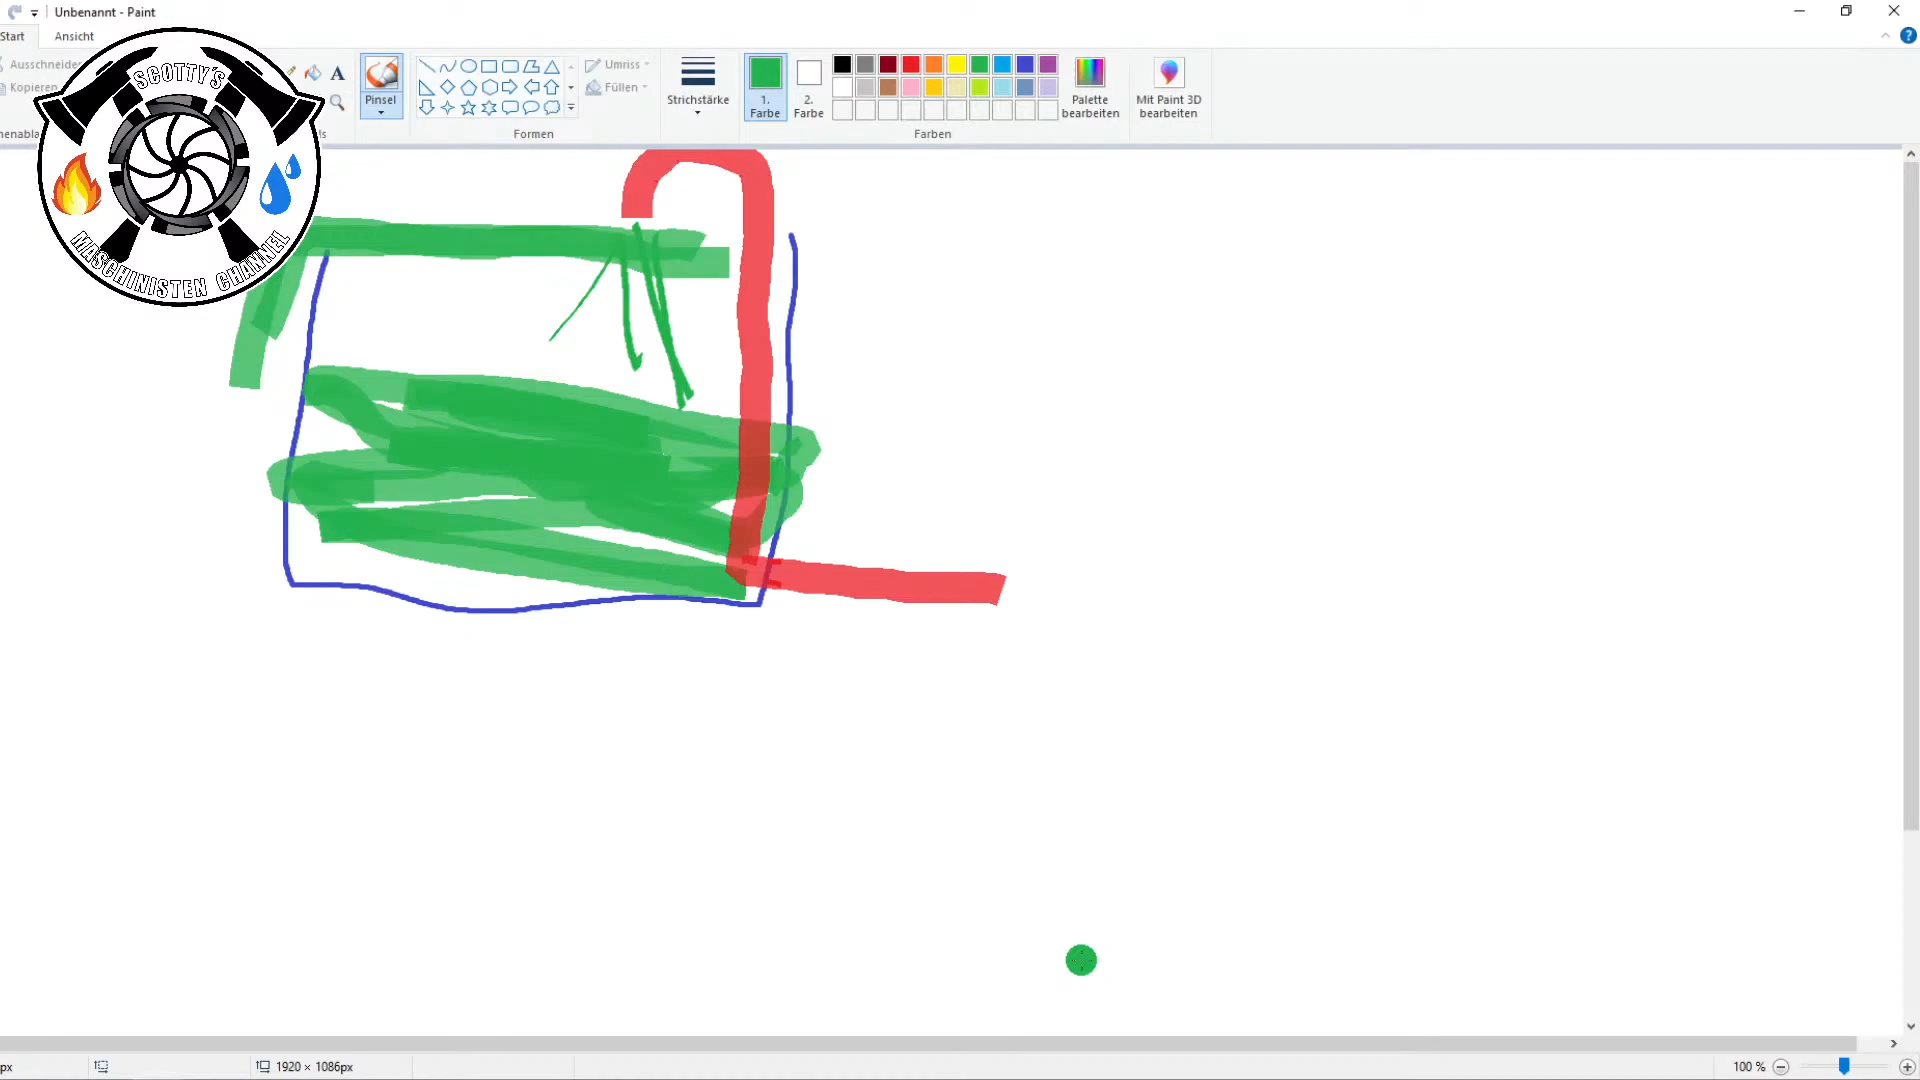 Unbenannt - Paint
Start
Ansicht
Ausschneide
Kopieren
Pinsel
Umriss
Füllen
Formen
Strichstärke
1.
Farbe
2.
Farbe
Palette
bearbeiten
Mit Paint 3D
bearbeiten
Farben
SCOTTY'S
MASCHINISTEN CHANNEL
px
1920 × 1086px
100 %